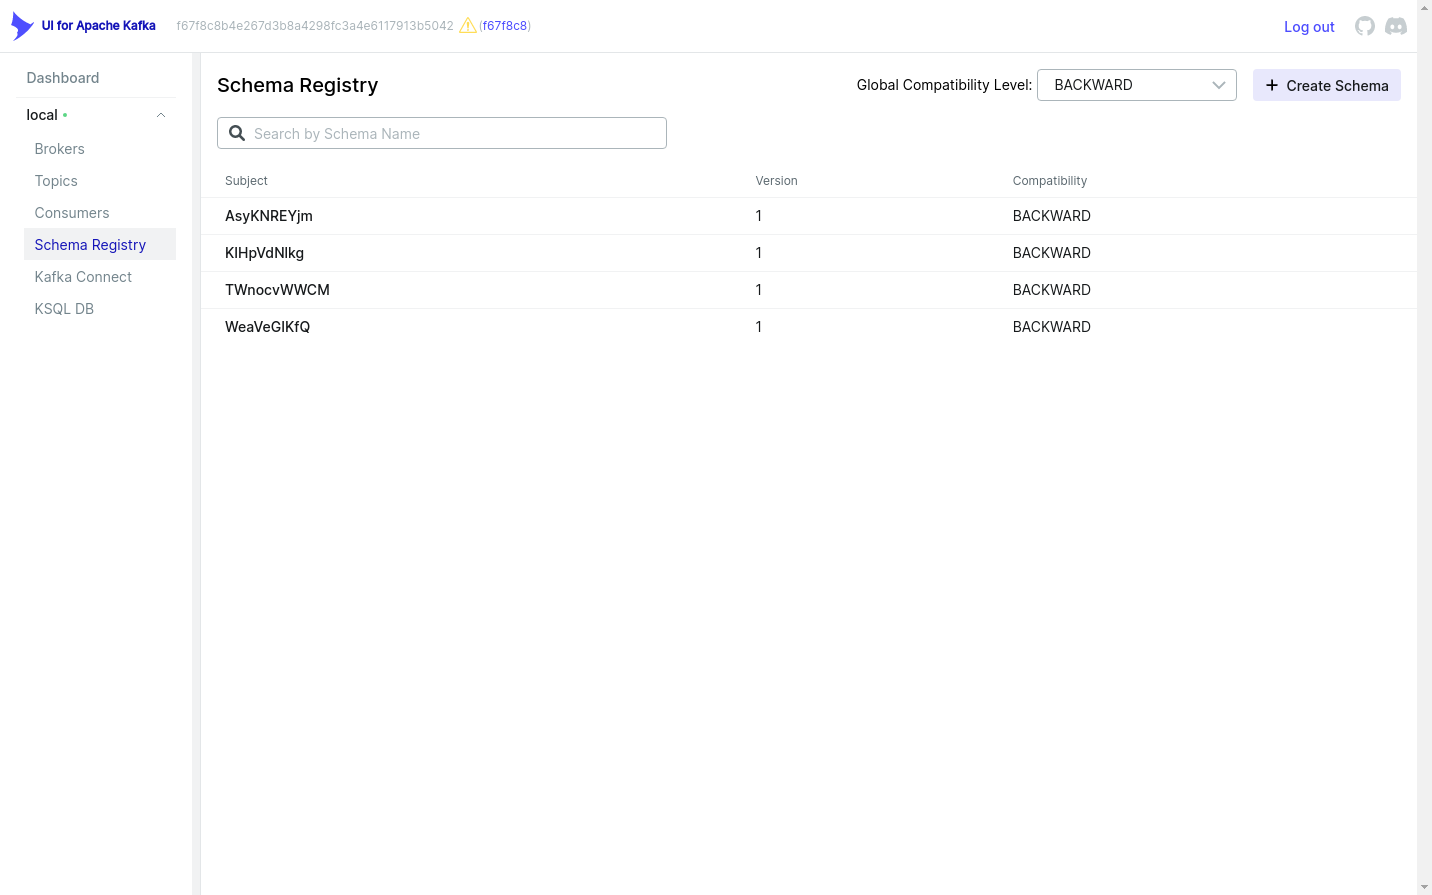 UI for Apache Kafka
f67f8c8b4e267d3b8a4298fc3a4e6117913b5042 (f67f8c8)
Log out
Dashboard
local
Brokers
Topics
Consumers
Schema Registry
Kafka Connect
KSQL DB
Schema Registry
Global Compatibility Level: BACKWARD
Create Schema
Search by Schema Name
Subject Version Compatibility
AsyKNREYjm 1 BACKWARD
KIHpVdNIkg 1 BACKWARD
TWnocvWWCM 1 BACKWARD
WeaVeGIKfQ 1 BACKWARD